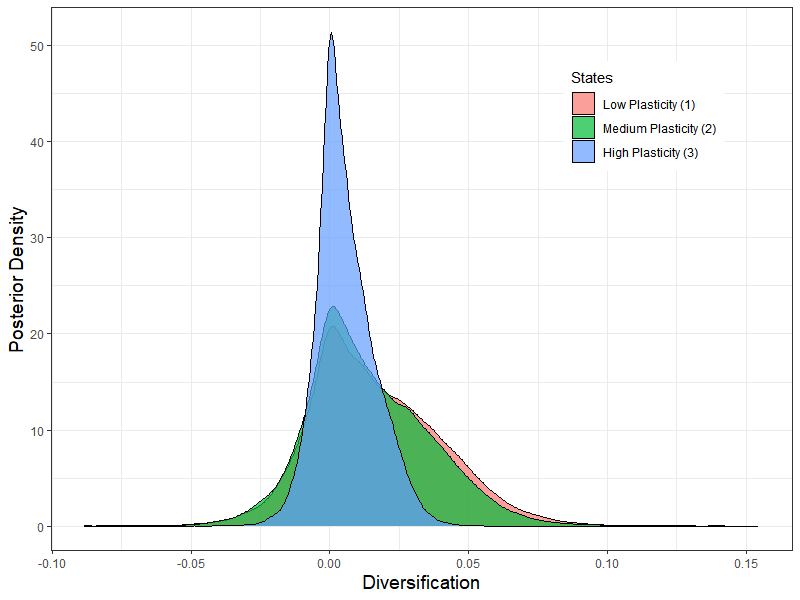 States
Low Plasticity (1)
Medium Plasticity (2)
High Plasticity (3)
Posterior Density
50
40
30
20
10
0
-0.10
-0.05
0.00
0.05
0.10
0.15
Diversification